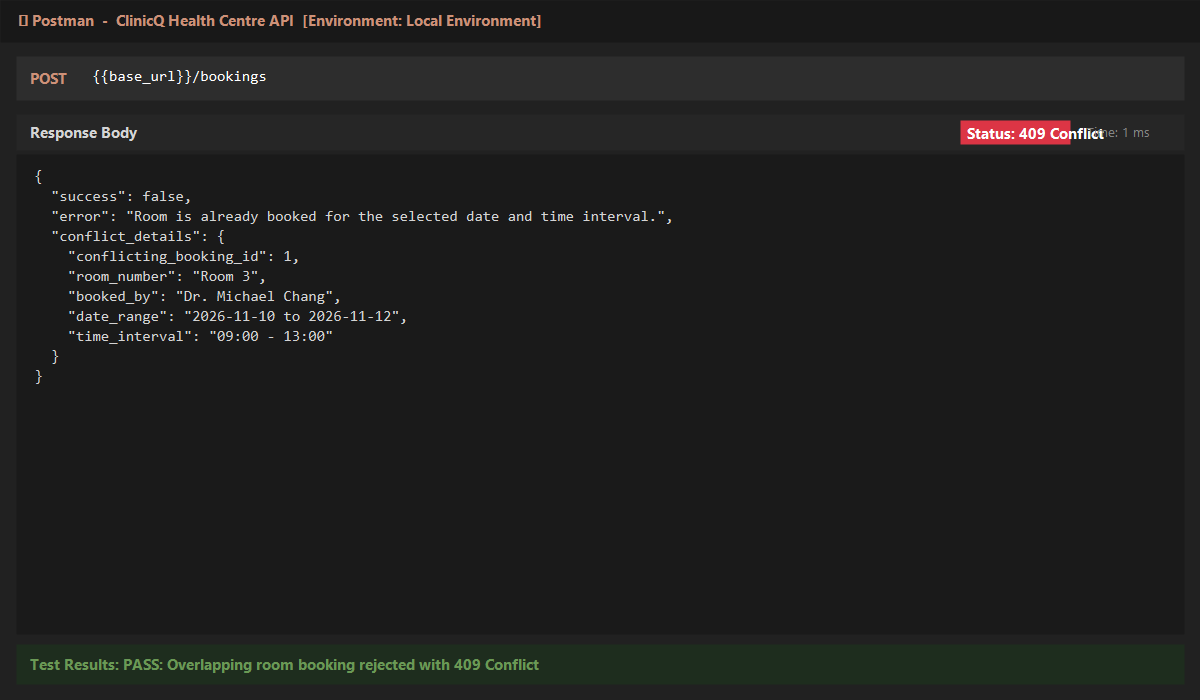 Postman - ClinicQ Health Centre API [Environment: Local Environment]
POST {{base_url}}/bookings
Response Body
Status: 409 Conflict
1 ms
{
"success": false,
"error": "Room is already booked for the selected date and time interval.",
"conflict_details": {
"conflicting_booking_id": 1,
"room_number": "Room 3",
"booked_by": "Dr. Michael Chang",
"date_range": "2026-11-10 to 2026-11-12",
"time_interval": "09:00 - 13:00"
}
}
Test Results: PASS: Overlapping room booking rejected with 409 Conflict